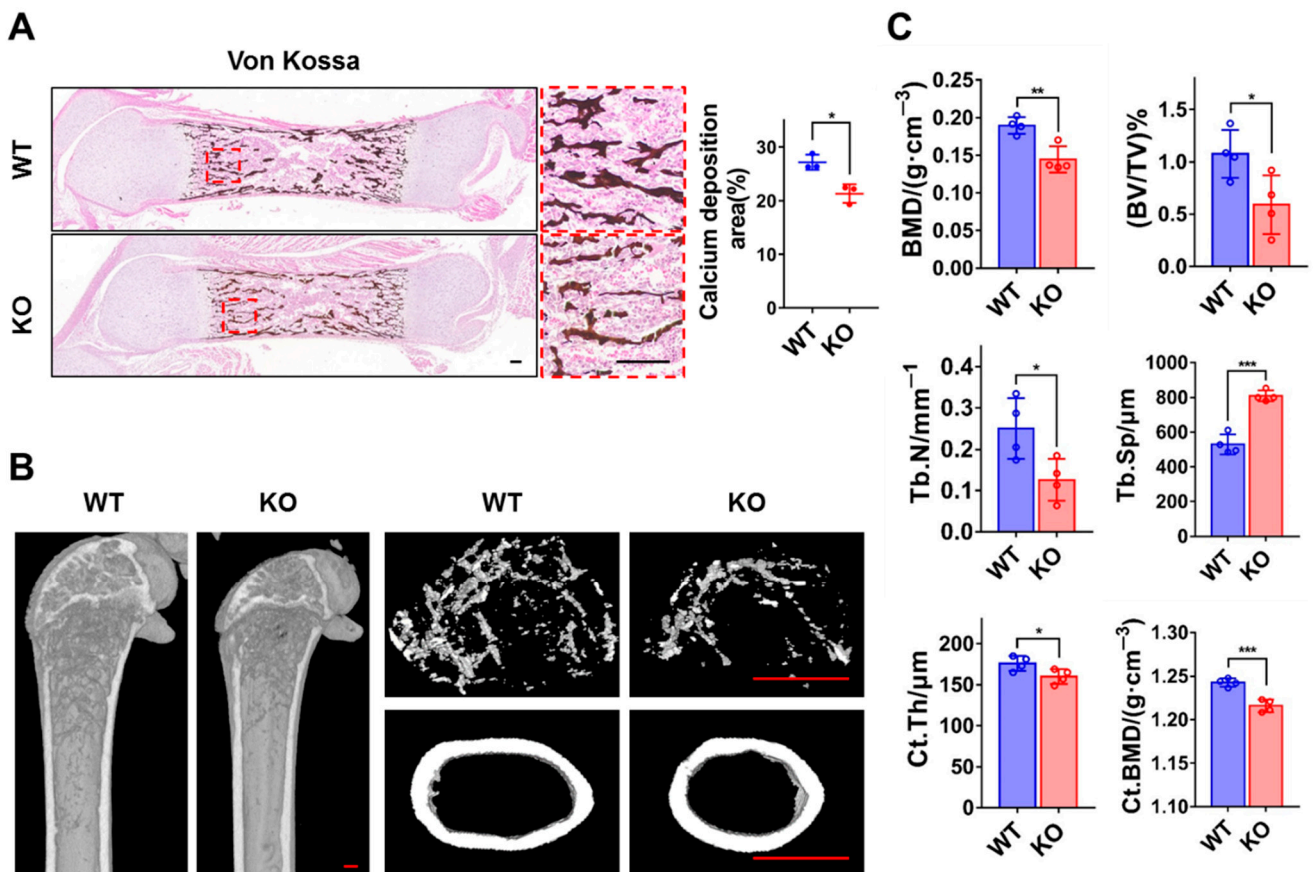 A
Von Kossa
WT
KO
Calcium deposition
area(%)
30
20
10
0
*
WT
KO
B
WT
KO
WT
KO
C
BMD/(g·cm⁻³)
0.20
0.15
0.10
0.05
0.00
**
WT
KO
(BV/TV)%
1.5
1.0
0.5
0.0
*
WT
KO
Tb.N/mm⁻¹
0.4
0.3
0.2
0.1
0.0
*
WT
KO
Tb.Sp/μm
1000
800
600
400
200
0
***
WT
KO
Ct.Th/μm
200
150
100
50
0
*
WT
KO
Ct.BMD/(g·cm⁻³)
1.30
1.25
1.20
1.15
1.10
***
WT
KO